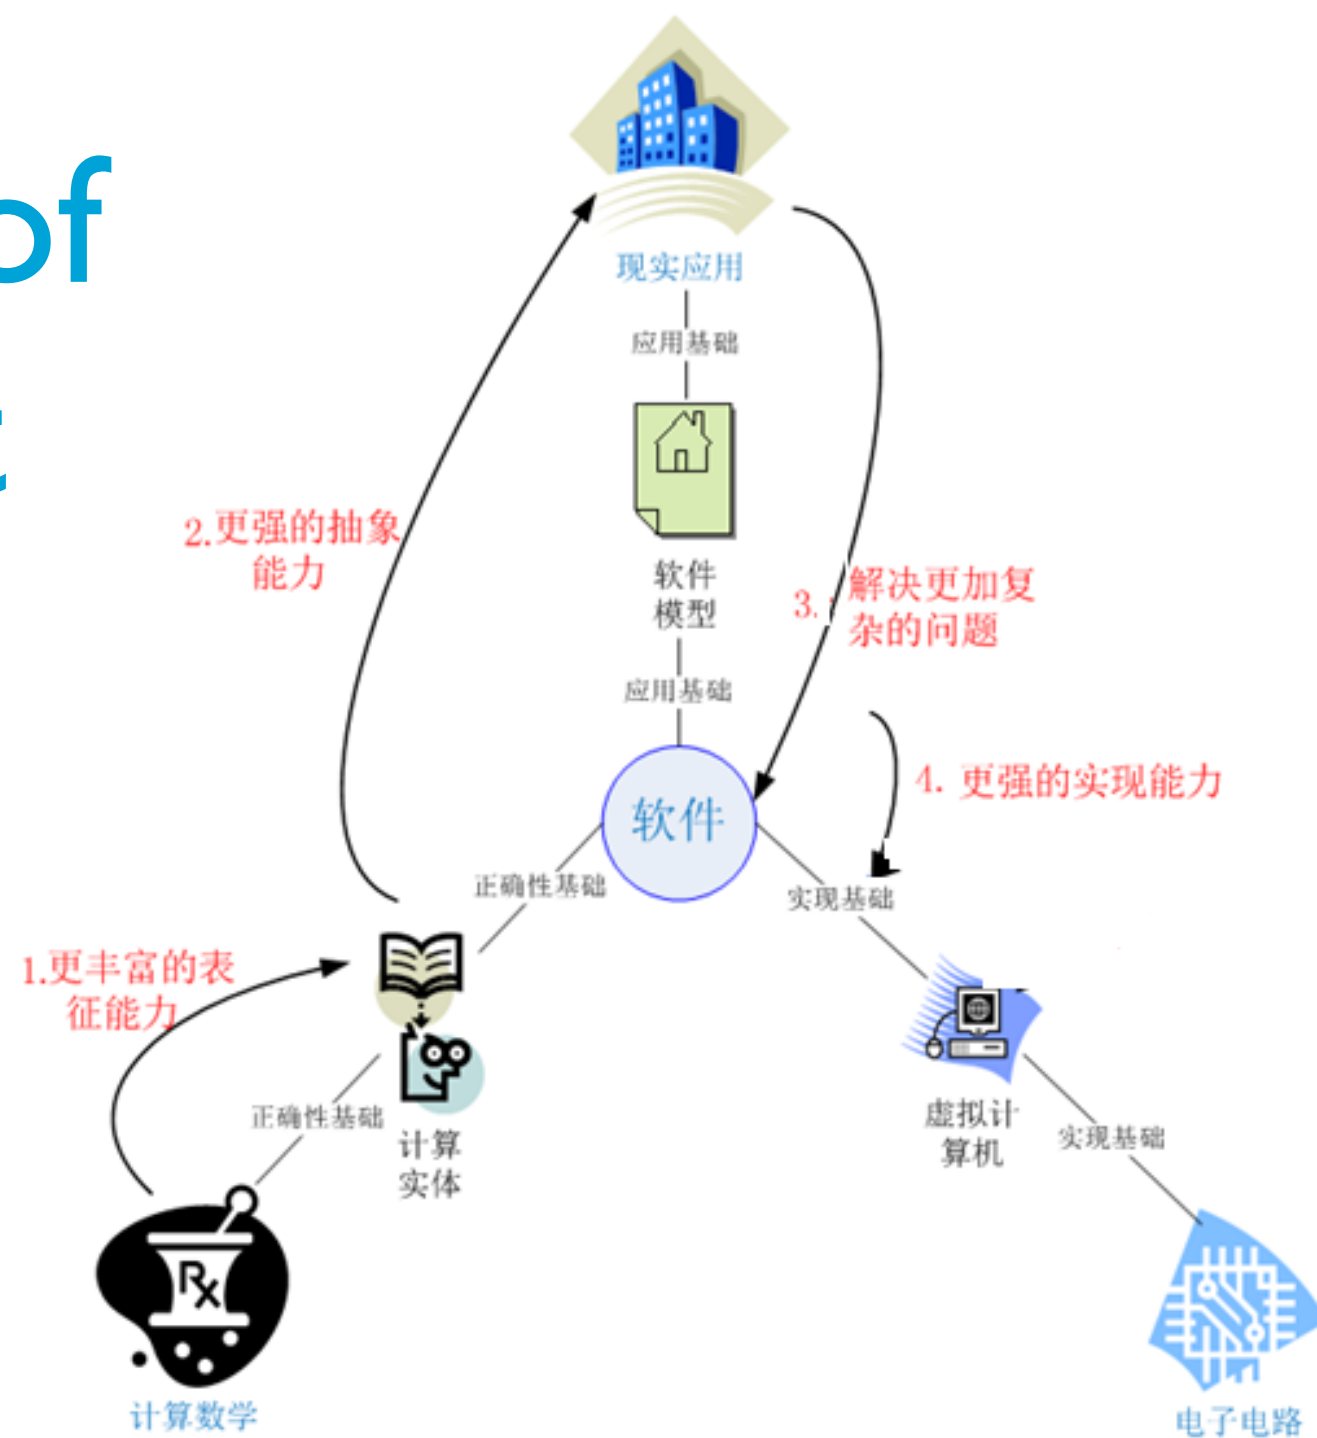 of
t
现实应用
应用基础
2.更强的抽象
能力
软件
模型
3.
解决更加复
杂的问题
应用基础
4. 更强的实现能力
软件
正确性基础
实现基础
1.更丰富的表
征能力
正确性基础
计算
实体
虚拟计
算机
实现基础
Rx
计算数学
电子电路